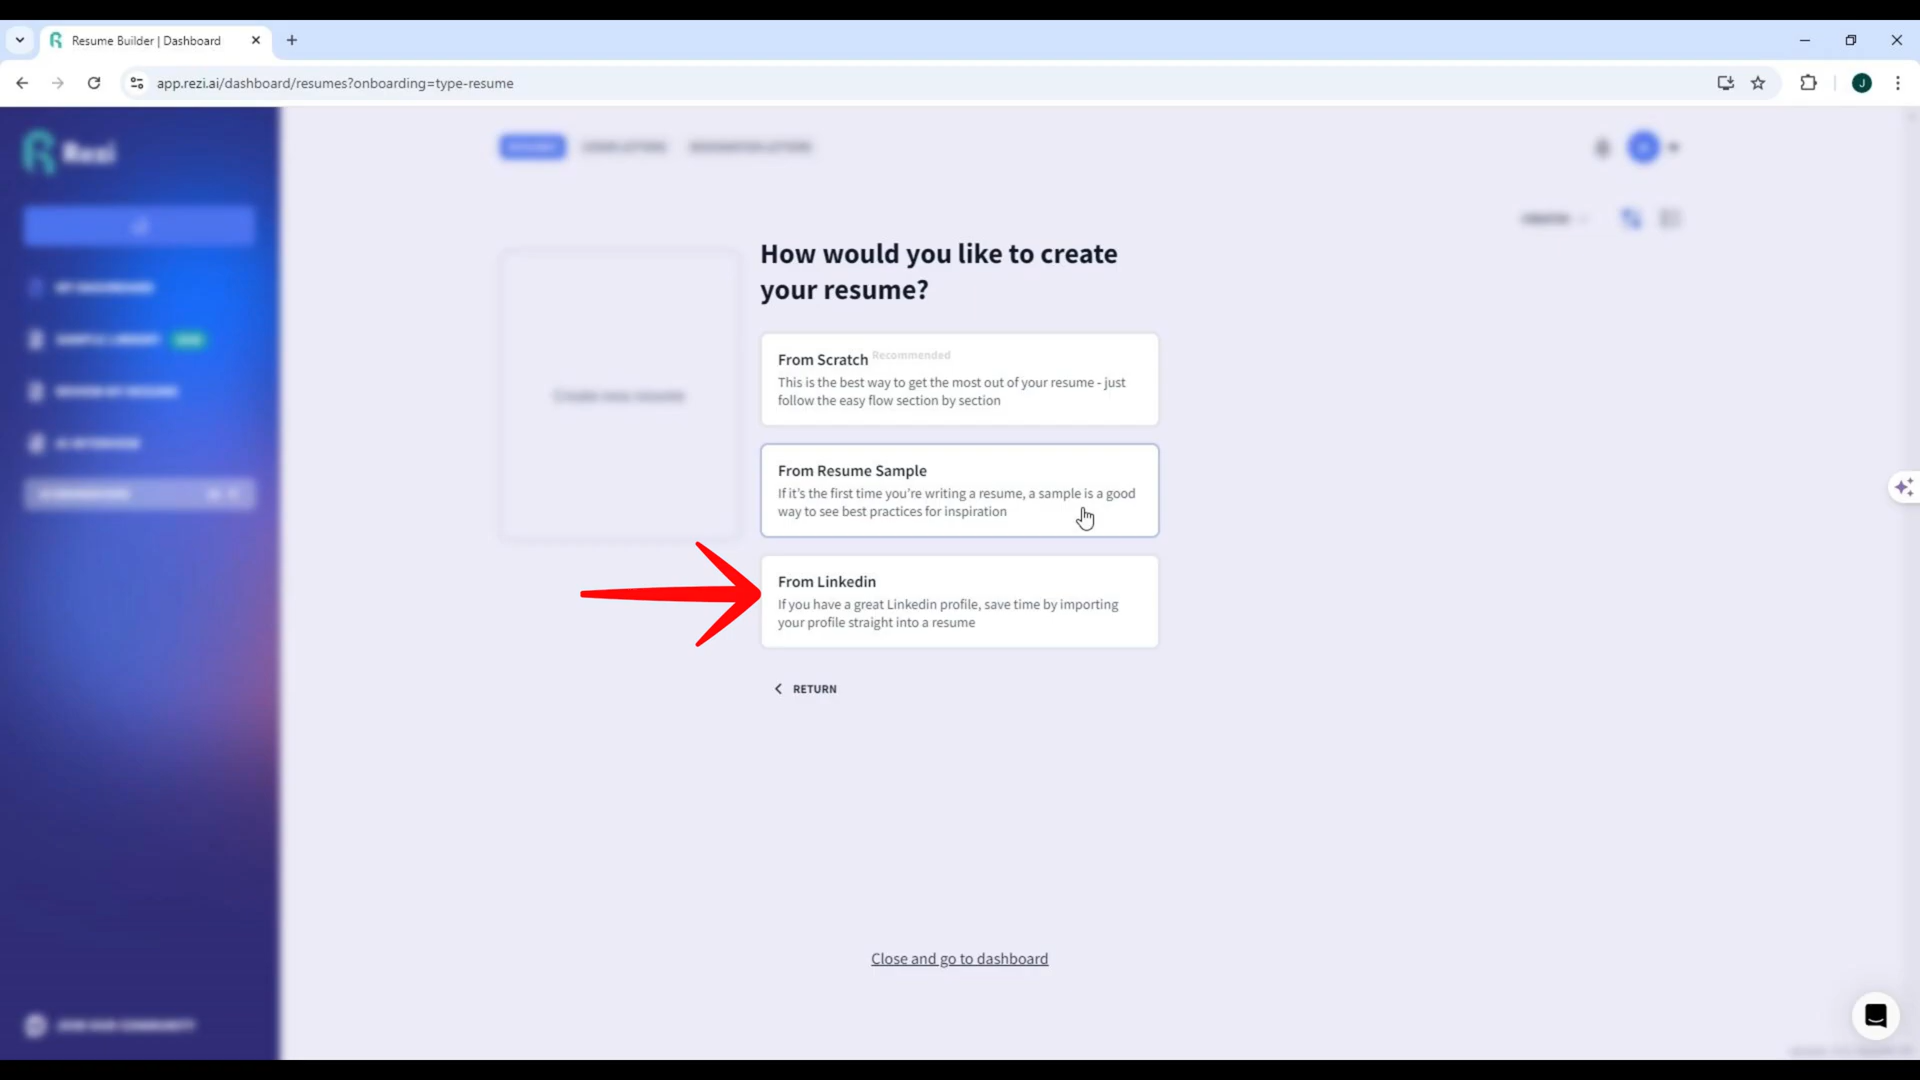 Resume Builder | Dashboard
app.rezi.ai/dashboard/resumes?onboarding=type-resume
J
Rezi
How would you like to create
your resume?
From Scratch Recommended
This is the best way to get the most out of your resume - just
follow the easy flow section by section
From Resume Sample
If it's the first time you're writing a resume, a sample is a good
way to see best practices for inspiration
Create new resume
From Linkedin
If you have a great Linkedin profile, save time by importing
your profile straight into a resume
RETURN
Close and go to dashboard